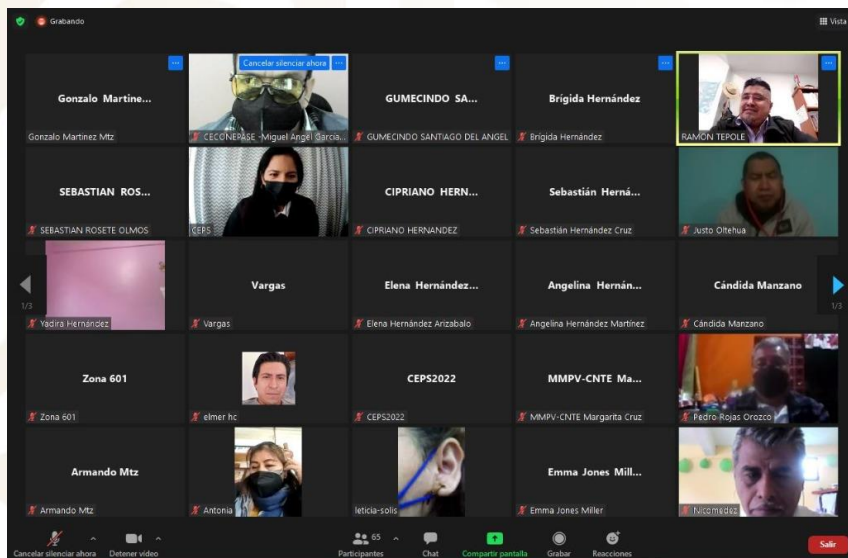 Grabando
Vista
Gonzalo Martine...
Gonzalo Martinez Mtz
Cancelar silenciar ahora
CECONEPASE -Miguel Angel Garcia...
GUMECINDO SA...
GUMECINDO SANTIAGO DEL ANGEL
Brígida Hernández
Brígida Hernández
RAMON TEPOLE
SEBASTIAN ROS...
SEBASTIAN ROSETE OLMOS
CEPS
CIPRIANO HERN...
CIPRIANO HERNANDEZ
Sebastián Herná...
Sebastián Hernández Cruz
Justo Oltehua
1/3
Yadira Hernández
Vargas
Vargas
Elena Hernández...
Elena Hernández Arizabalo
Angelina Hernán...
Angelina Hernández Martínez
Cándida Manzano
Cándida Manzano
1/3
Zona 601
Zona 601
elmer hc
CEPS2022
CEPS2022
MMPV-CNTE Ma...
MMPV-CNTE Margarita Cruz
Pedro Rojas Orozco
Armando Mtz
Armando Mtz
Antonia
leticia-solis
Emma Jones Mill...
Emma Jones Miller
Nicomedez
Cancelar silenciar ahora
Detener video
65
Participantes
Chat
Compartir pantalla
Grabar
Reacciones
Salir